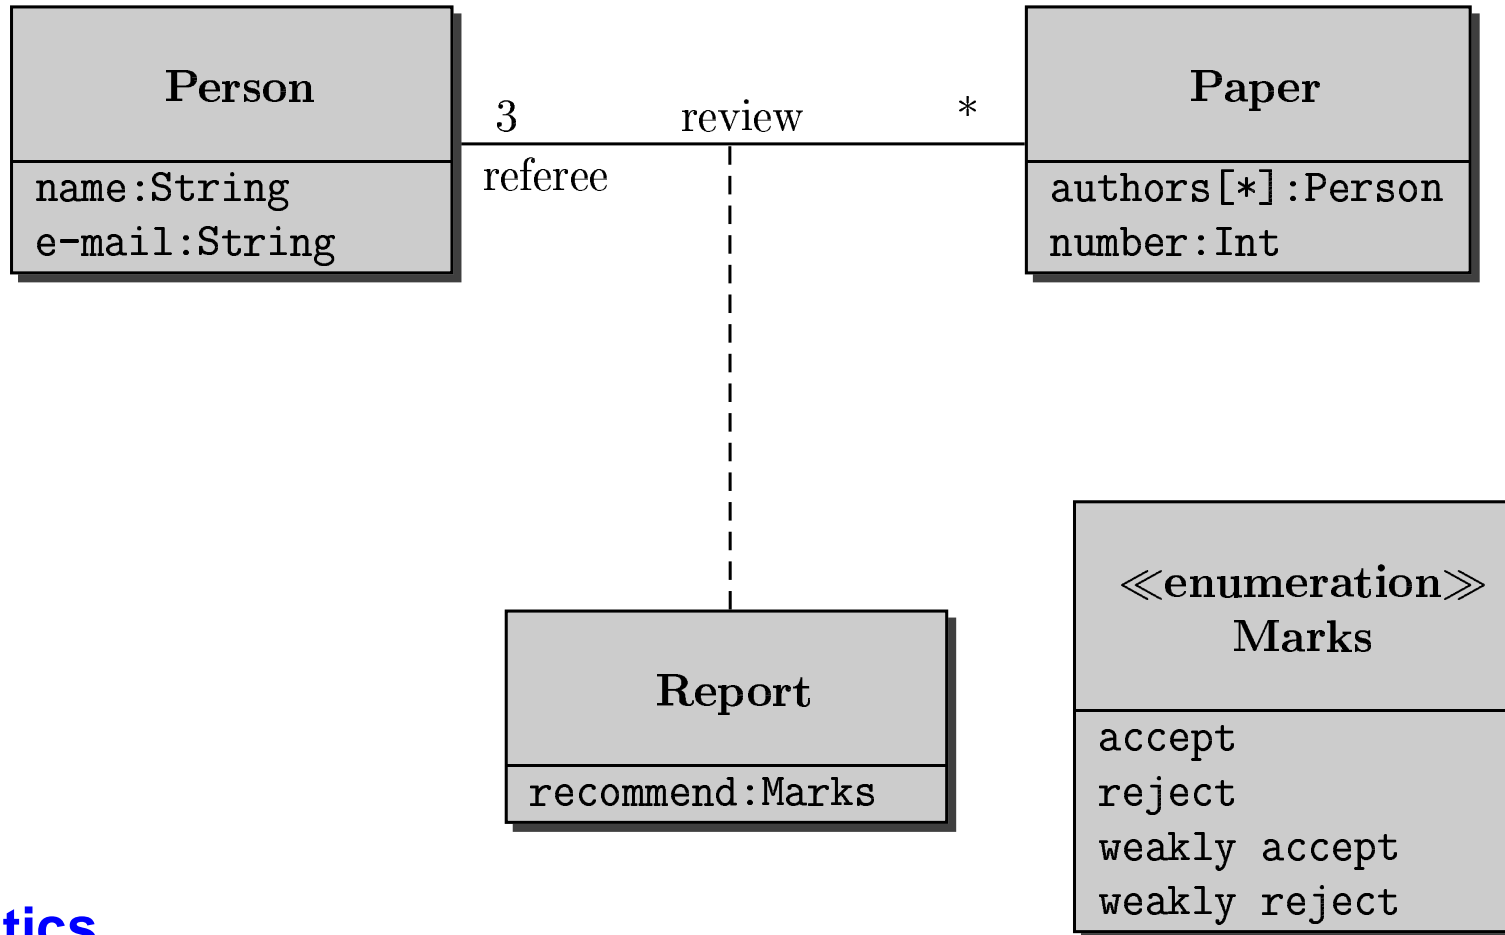 Person
name:String
e-mail:String
3
review
*
referee
Paper
authors[*]:Person
number:Int
Report
recommend:Marks
≪enumeration≫
Marks
accept
reject
weakly accept
weakly reject
tics